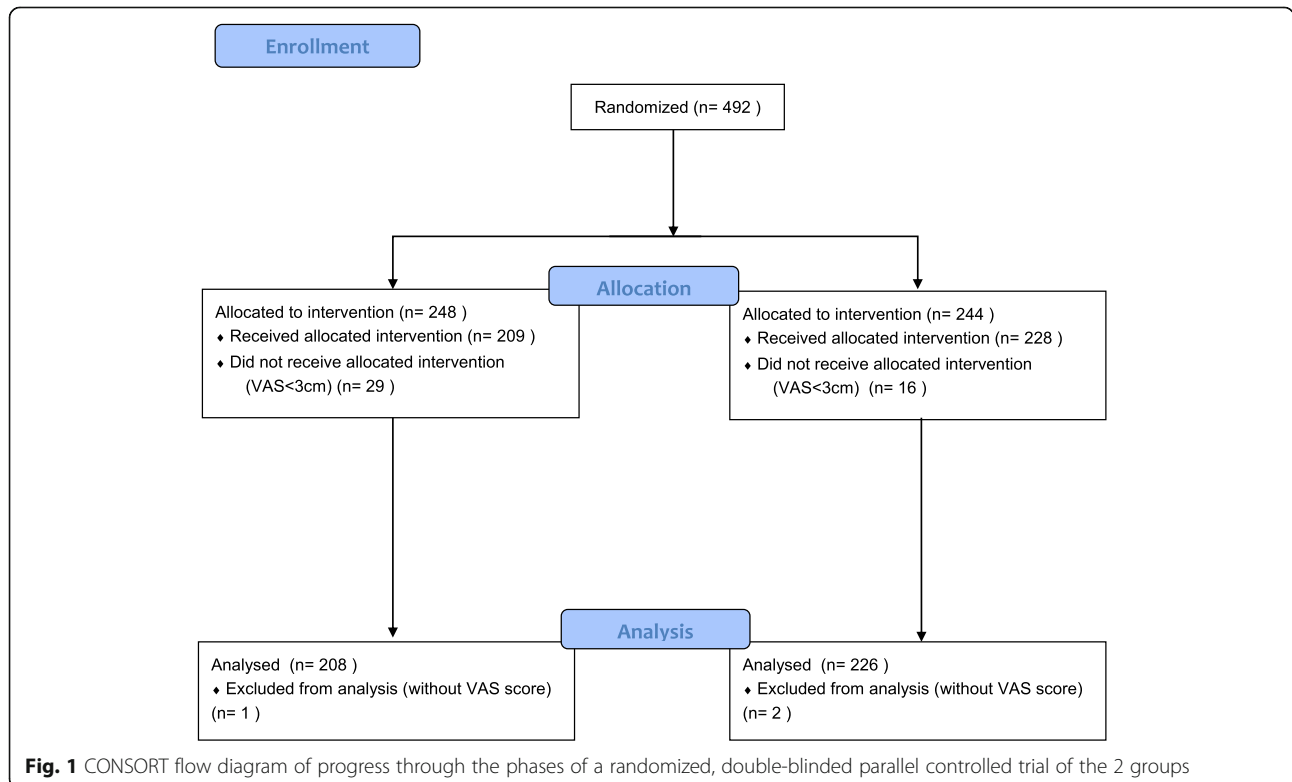 Enrollment
Randomized (n= 492 )
Allocation
Allocated to intervention (n= 248 )
♦ Received allocated intervention (n= 209 )
♦ Did not receive allocated intervention
(VAS<3cm) (n= 29 )
Allocated to intervention (n= 244 )
♦ Received allocated intervention (n= 228 )
♦ Did not receive allocated intervention
(VAS<3cm) (n= 16 )
Analysis
Analysed (n= 208 )
♦ Excluded from analysis (without VAS score)
(n= 1 )
Analysed (n= 226 )
♦ Excluded from analysis (without VAS score)
(n= 2 )
Fig. 1 CONSORT flow diagram of progress through the phases of a randomized, double-blinded parallel controlled trial of the 2 groups